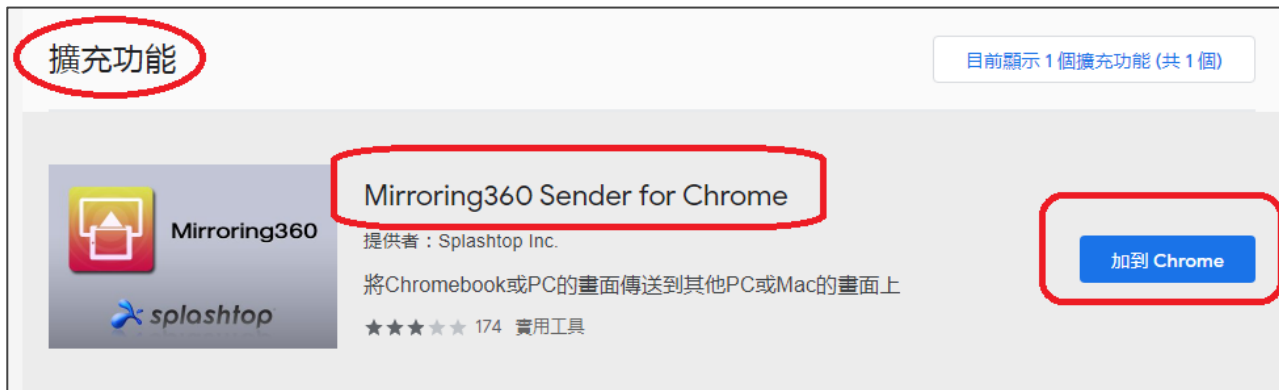 擴充功能
目前顯示 1 個擴充功能 (共 1 個)
Mirroring360 Sender for Chrome
Mirroring360
提供者：Splashtop Inc.
加到 Chrome
將Chromebook或PC的畫面傳送到其他PC或Mac的畫面上
splashtop
174 實用工具